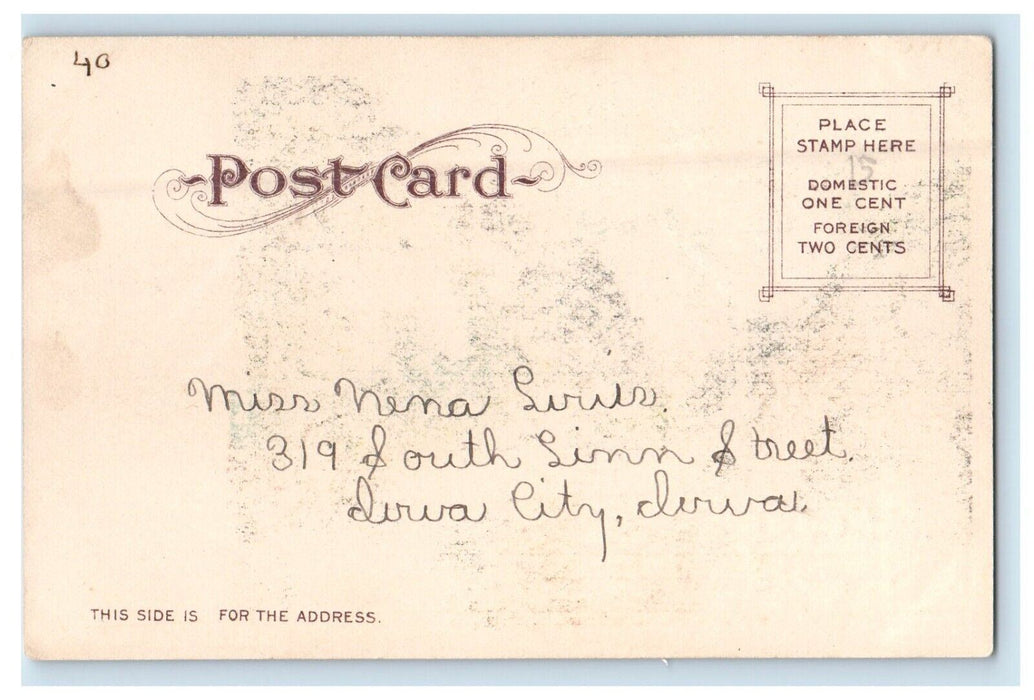 40
Post Card
PLACE
STAMP HERE
15
DOMESTIC
ONE CENT
FOREIGN
TWO CENTS
Miss Nena Lewis.
319 South Linn Street.
Iowa City, Iowa.
THIS SIDE IS FOR THE ADDRESS.